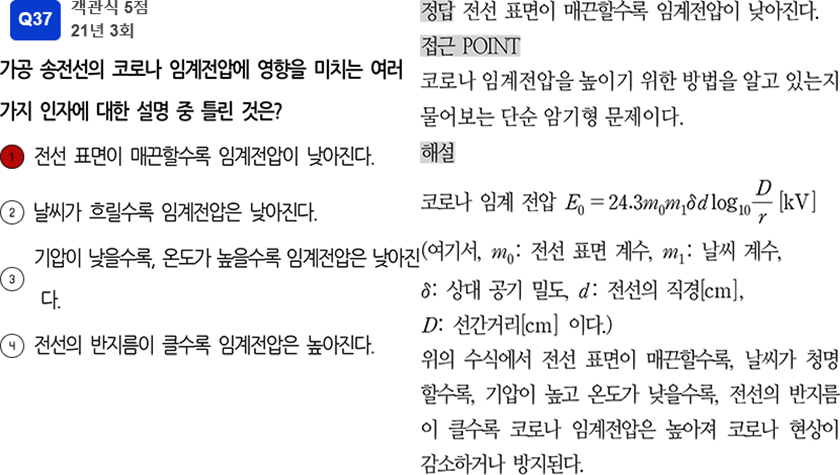 Q37
객관식 5점
21년 3회
가공 송전선의 코로나 임계전압에 영향을 미치는 여러
가지 인자에 대한 설명 중 틀린 것은?
1 전선 표면이 매끈할수록 임계전압이 낮아진다.
② 날씨가 흐릴수록 임계전압은 낮아진다.
③ 기압이 낮을수록, 온도가 높을수록 임계전압은 낮아진
다.
④ 전선의 반지름이 클수록 임계전압은 높아진다.
정답 전선 표면이 매끈할수록 임계전압이 낮아진다.
접근 POINT
코로나 임계전압을 높이기 위한 방법을 알고 있는지
물어보는 단순 암기형 문제이다.
해설
코로나 임계 전압 E₀ = 24.3m₀m₁δd log₁₀ D/r [kV]
(여기서, m₀: 전선 표면 계수, m₁: 날씨 계수,
δ: 상대 공기 밀도, d: 전선의 직경[cm],
D: 선간거리[cm] 이다.)
위의 수식에서 전선 표면이 매끈할수록, 날씨가 청명
할수록, 기압이 높고 온도가 낮을수록, 전선의 반지름
이 클수록 코로나 임계전압은 높아져 코로나 현상이
감소하거나 방지된다.